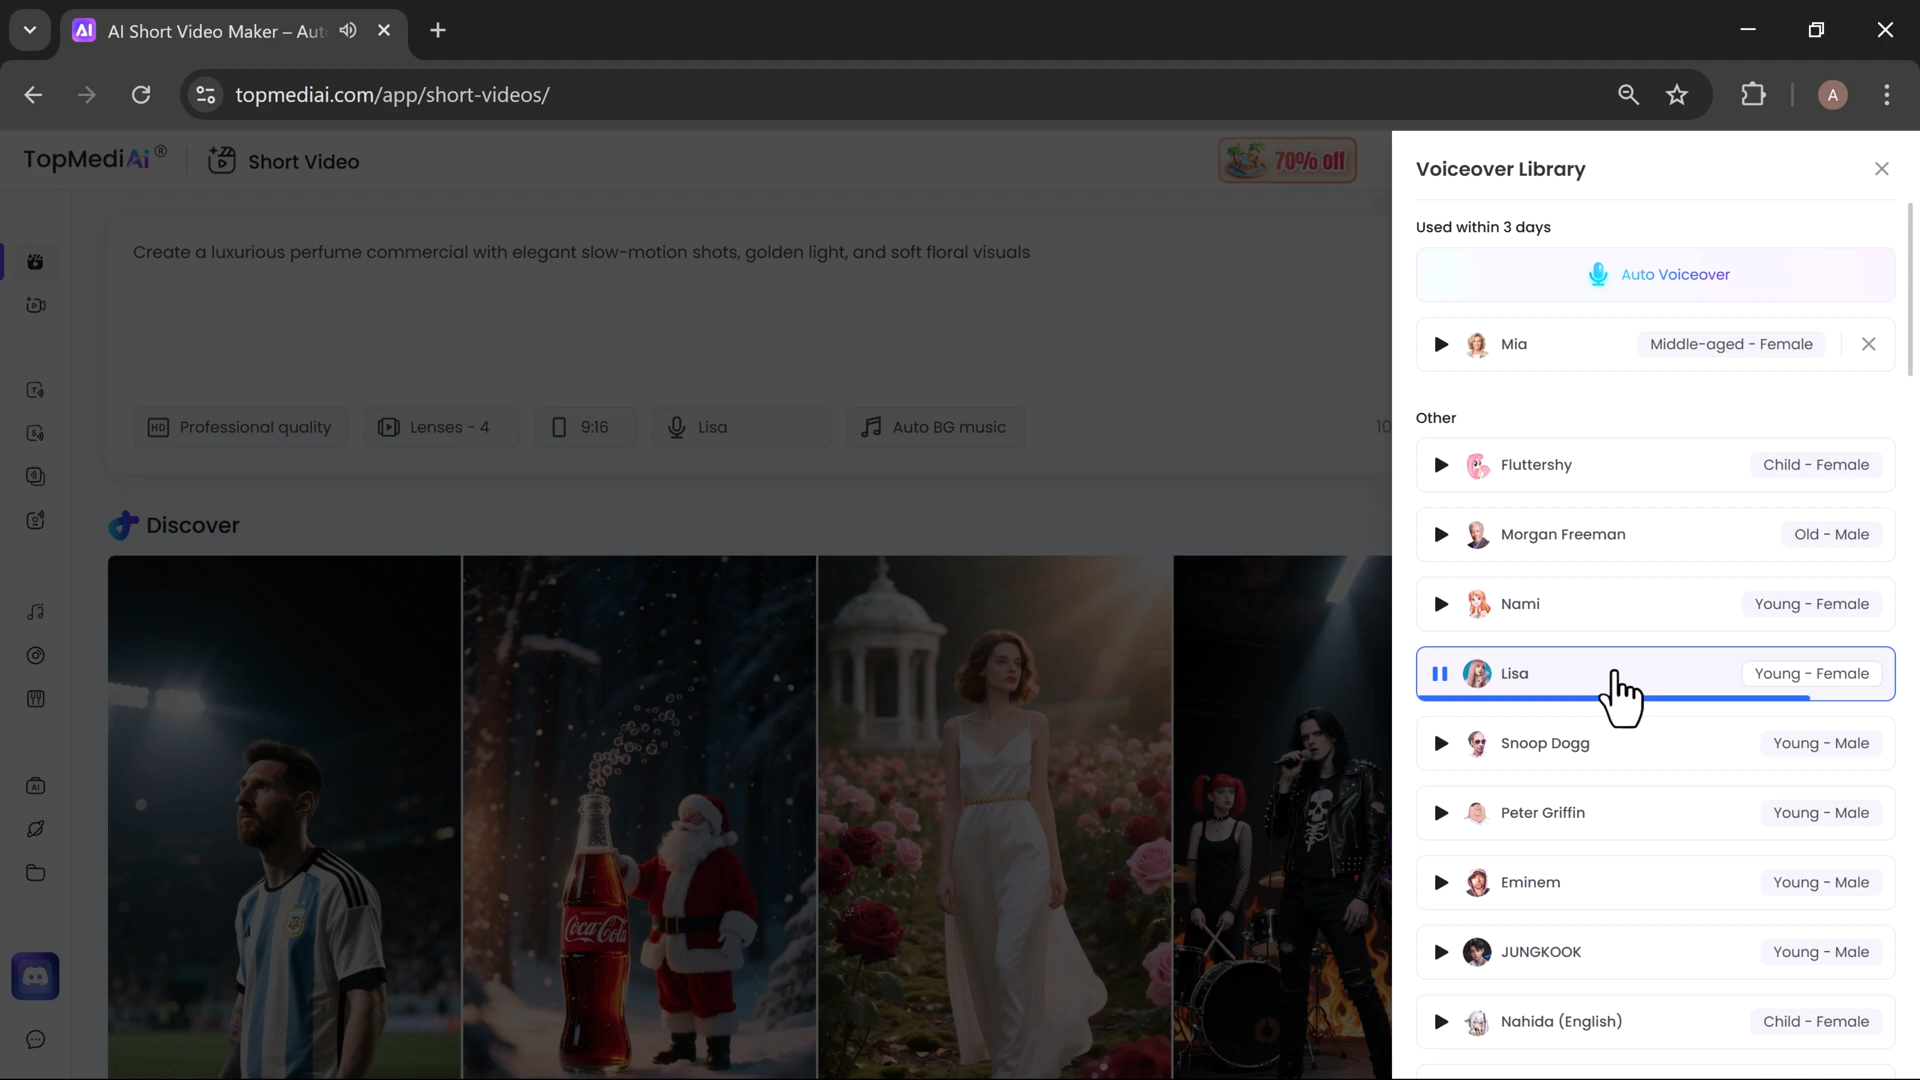 AI Short Video Maker – Aut
topmediai.com/app/short-videos/
A
TopMediAi®
Short Video
70% off
Create a luxurious perfume commercial with elegant slow-motion shots, golden light, and soft floral visuals
HD Professional quality
Lenses - 4
9:16
Lisa
Auto BG music
10
Discover
Coca-Cola
Voiceover Library
Used within 3 days
Auto Voiceover
Mia Middle-aged - Female
Other
Fluttershy Child - Female
Morgan Freeman Old - Male
Nami Young - Female
Lisa Young - Female
Snoop Dogg Young - Male
Peter Griffin Young - Male
Eminem Young - Male
JUNGKOOK Young - Male
Nahida (English) Child - Female